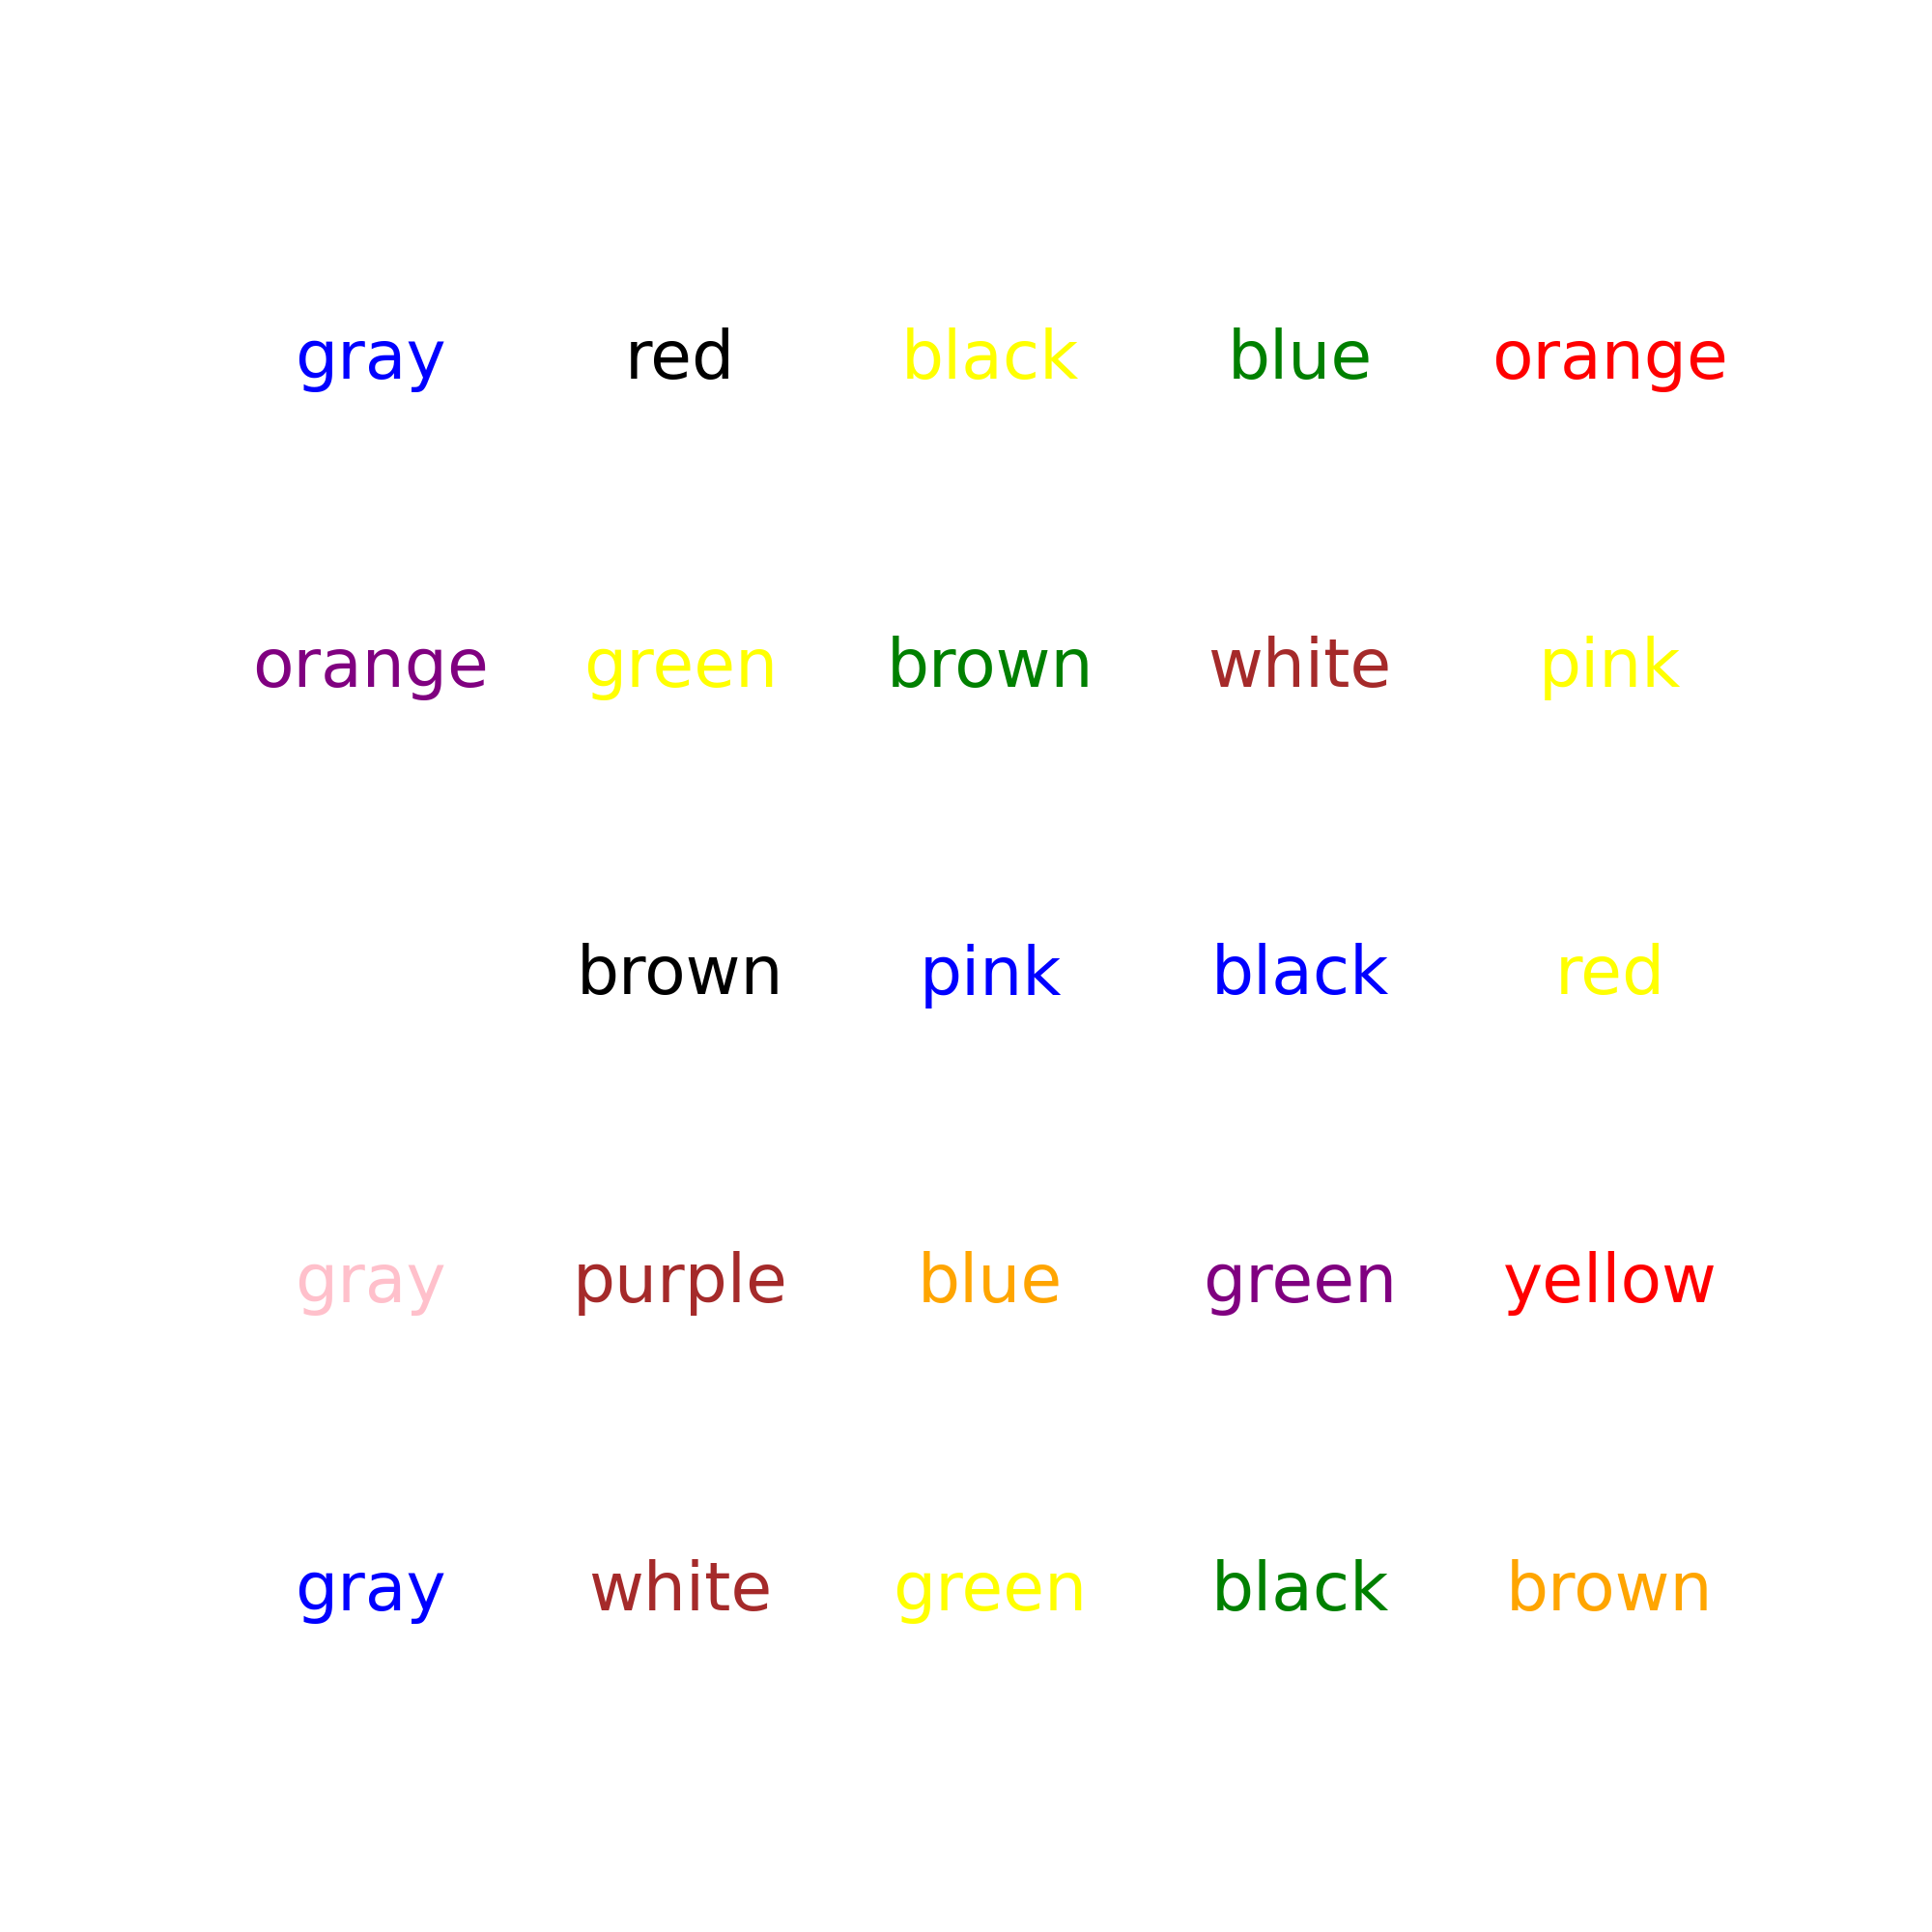 gray red black blue orange
orange green brown white pink
brown pink black red
gray purple blue green yellow
gray white green black brown